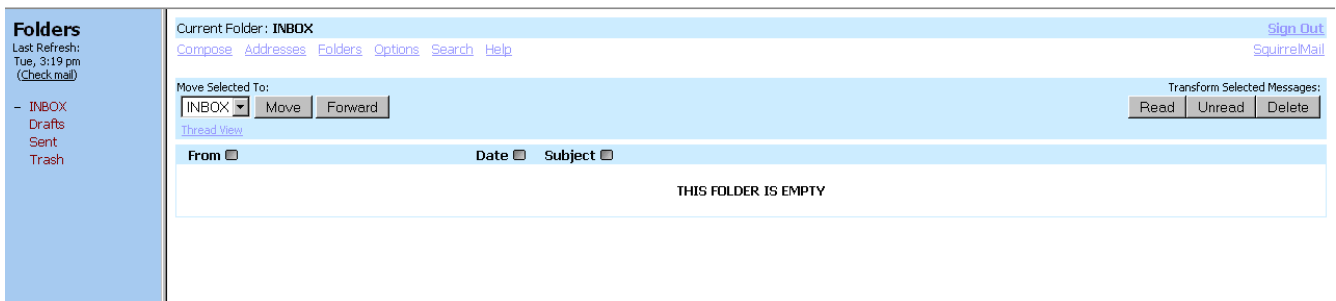 Folders
Last Refresh:
Tue, 3:19 pm
(Check mail)
– INBOX
Drafts
Sent
Trash
Current Folder: INBOX Sign Out
Compose Addresses Folders Options Search Help SquirrelMail
Move Selected To: Transform Selected Messages:
INBOX Move Forward Read Unread Delete
Thread View
From Date Subject
THIS FOLDER IS EMPTY